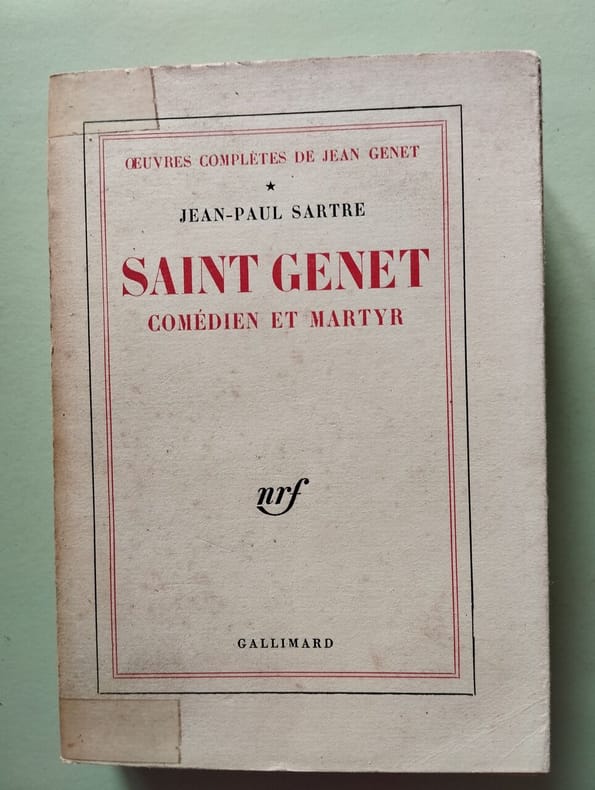 ŒUVRES COMPLÈTES DE JEAN GENET
★
JEAN-PAUL SARTRE
SAINT GENET
COMÉDIEN ET MARTYR
nrf
GALLIMARD